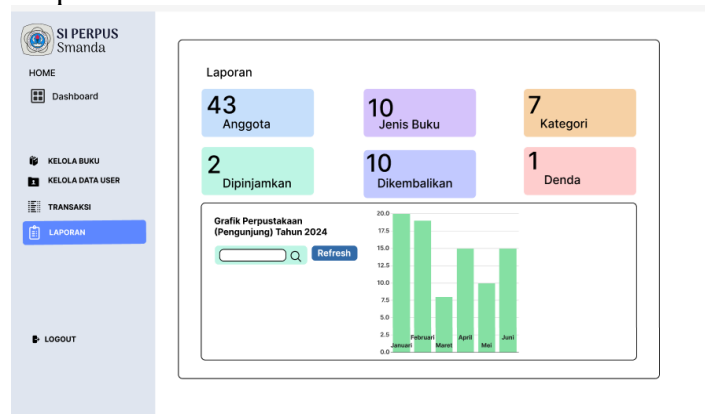 SI PERPUS
Smanda
HOME
Dashboard
KELOLA BUKU
KELOLA DATA USER
TRANSAKSI
LAPORAN
LOGOUT
Laporan
43
Anggota
10
Jenis Buku
7
Kategori
2
Dipinjamkan
10
Dikembalikan
1
Denda
Grafik Perpustakaan
(Pengunjung) Tahun 2024
Refresh
20.0
17.5
15.0
12.5
10.0
7.5
5.0
2.5
0.0
Januari
Februari
Maret
April
Mei
Juni